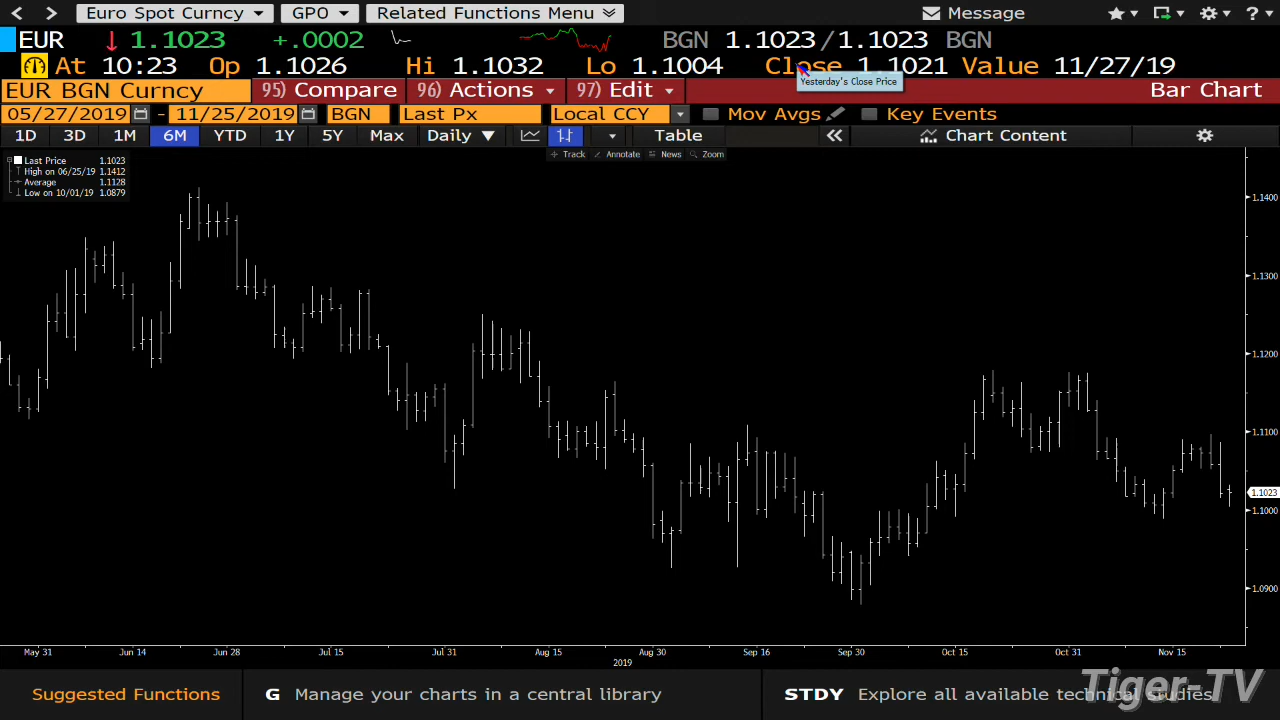 Euro Spot Curncy GPO Related Functions Menu Message
EUR 1.1023 +.0002 BGN 1.1023/1.1023 BGN
At 10:23 Op 1.1026 Hi 1.1032 Lo 1.1004 Close 1.1021 Value 11/27/19
Yesterday's Close Price
EUR BGN Curncy 95) Compare 96) Actions 97) Edit Bar Chart
05/27/2019 - 11/25/2019 BGN Last Px Local CCY Mov Avgs Key Events
1D 3D 1M 6M YTD 1Y 5Y Max Daily ▼ Table « Chart Content
Track Annotate News Zoom
Last Price 1.1023
High on 06/25/19 1.1412
Average 1.1128
Low on 10/01/19 1.0879
1.1400
1.1300
1.1200
1.1100
1.1023
1.1000
1.0900
May 31 Jun 14 Jun 28 Jul 15 Jul 31 Aug 15 Aug 30 Sep 16 Sep 30 Oct 15 Oct 31 Nov 15
2019
Suggested Functions G Manage your charts in a central library STDY Explore all available technical studies
Tiger-TV